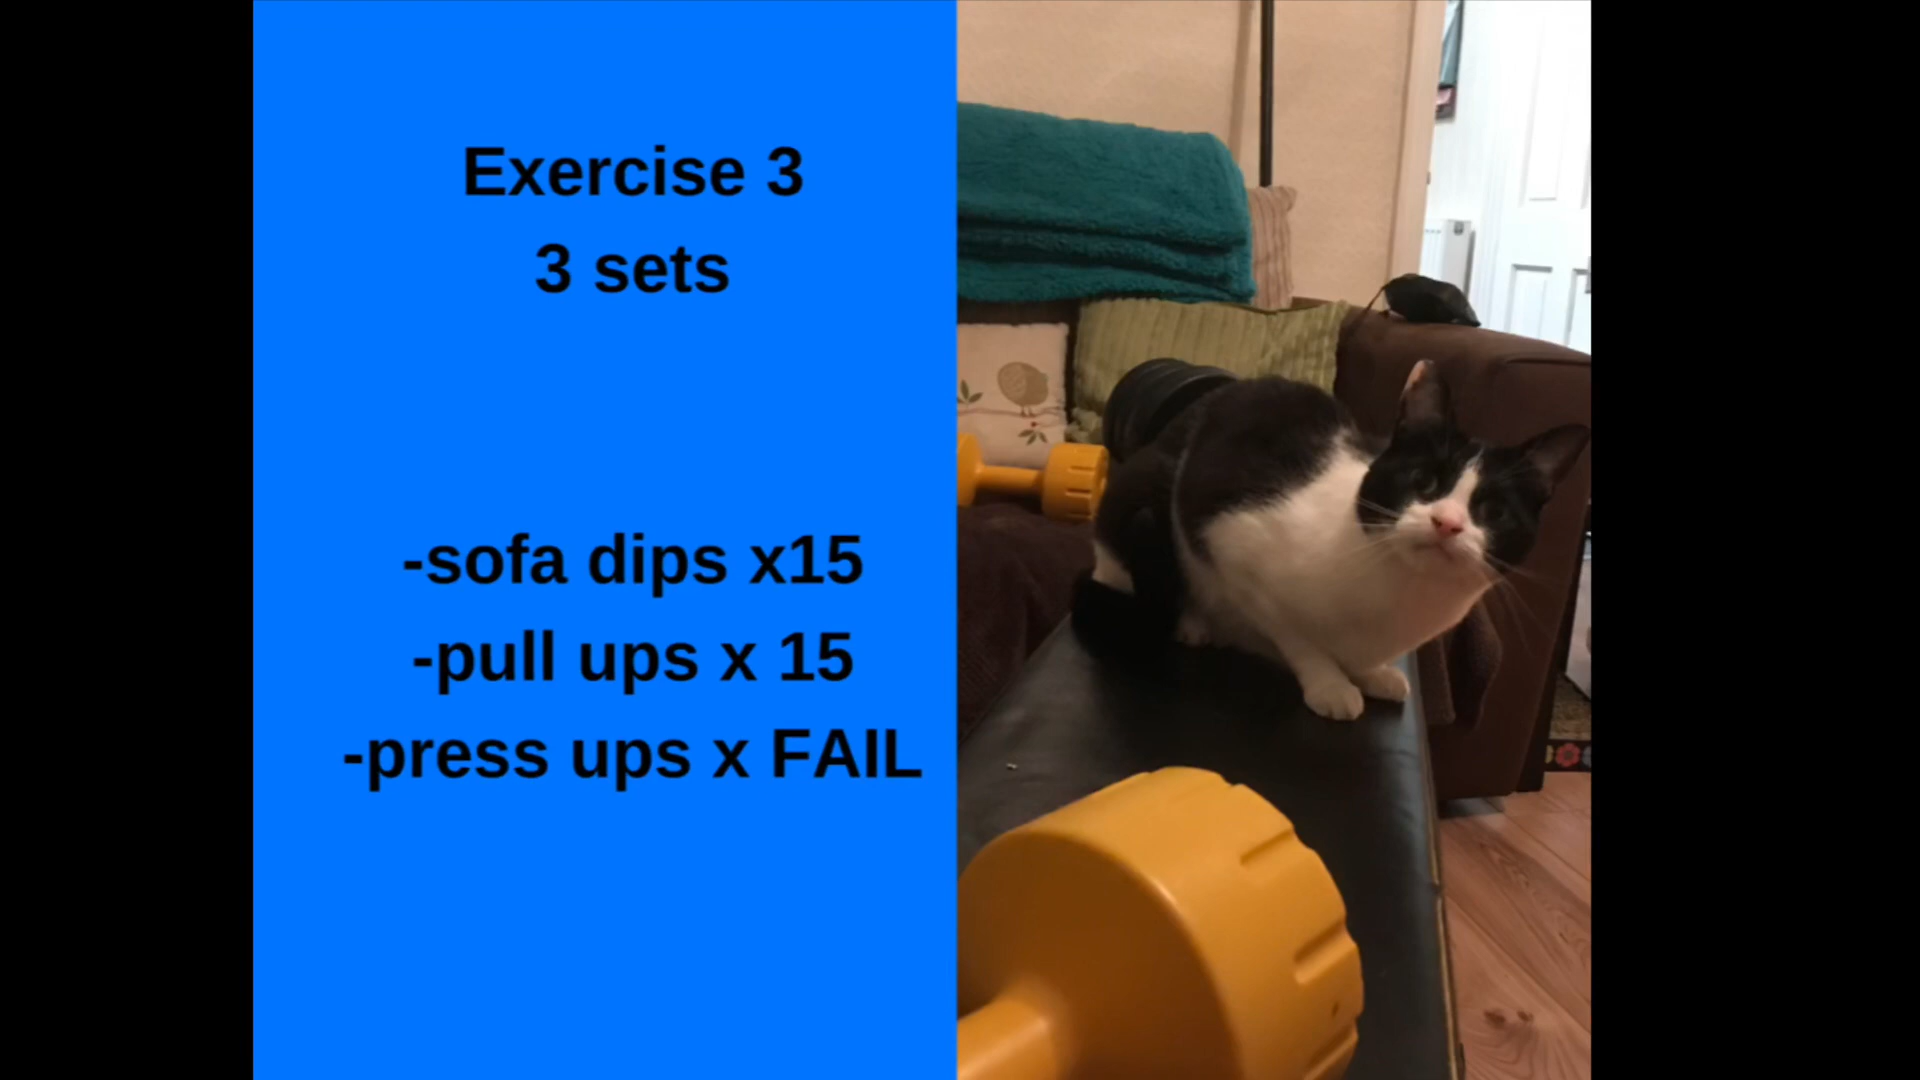 Exercise 3
3 sets
-sofa dips x15
-pull ups x 15
-press ups x FAIL